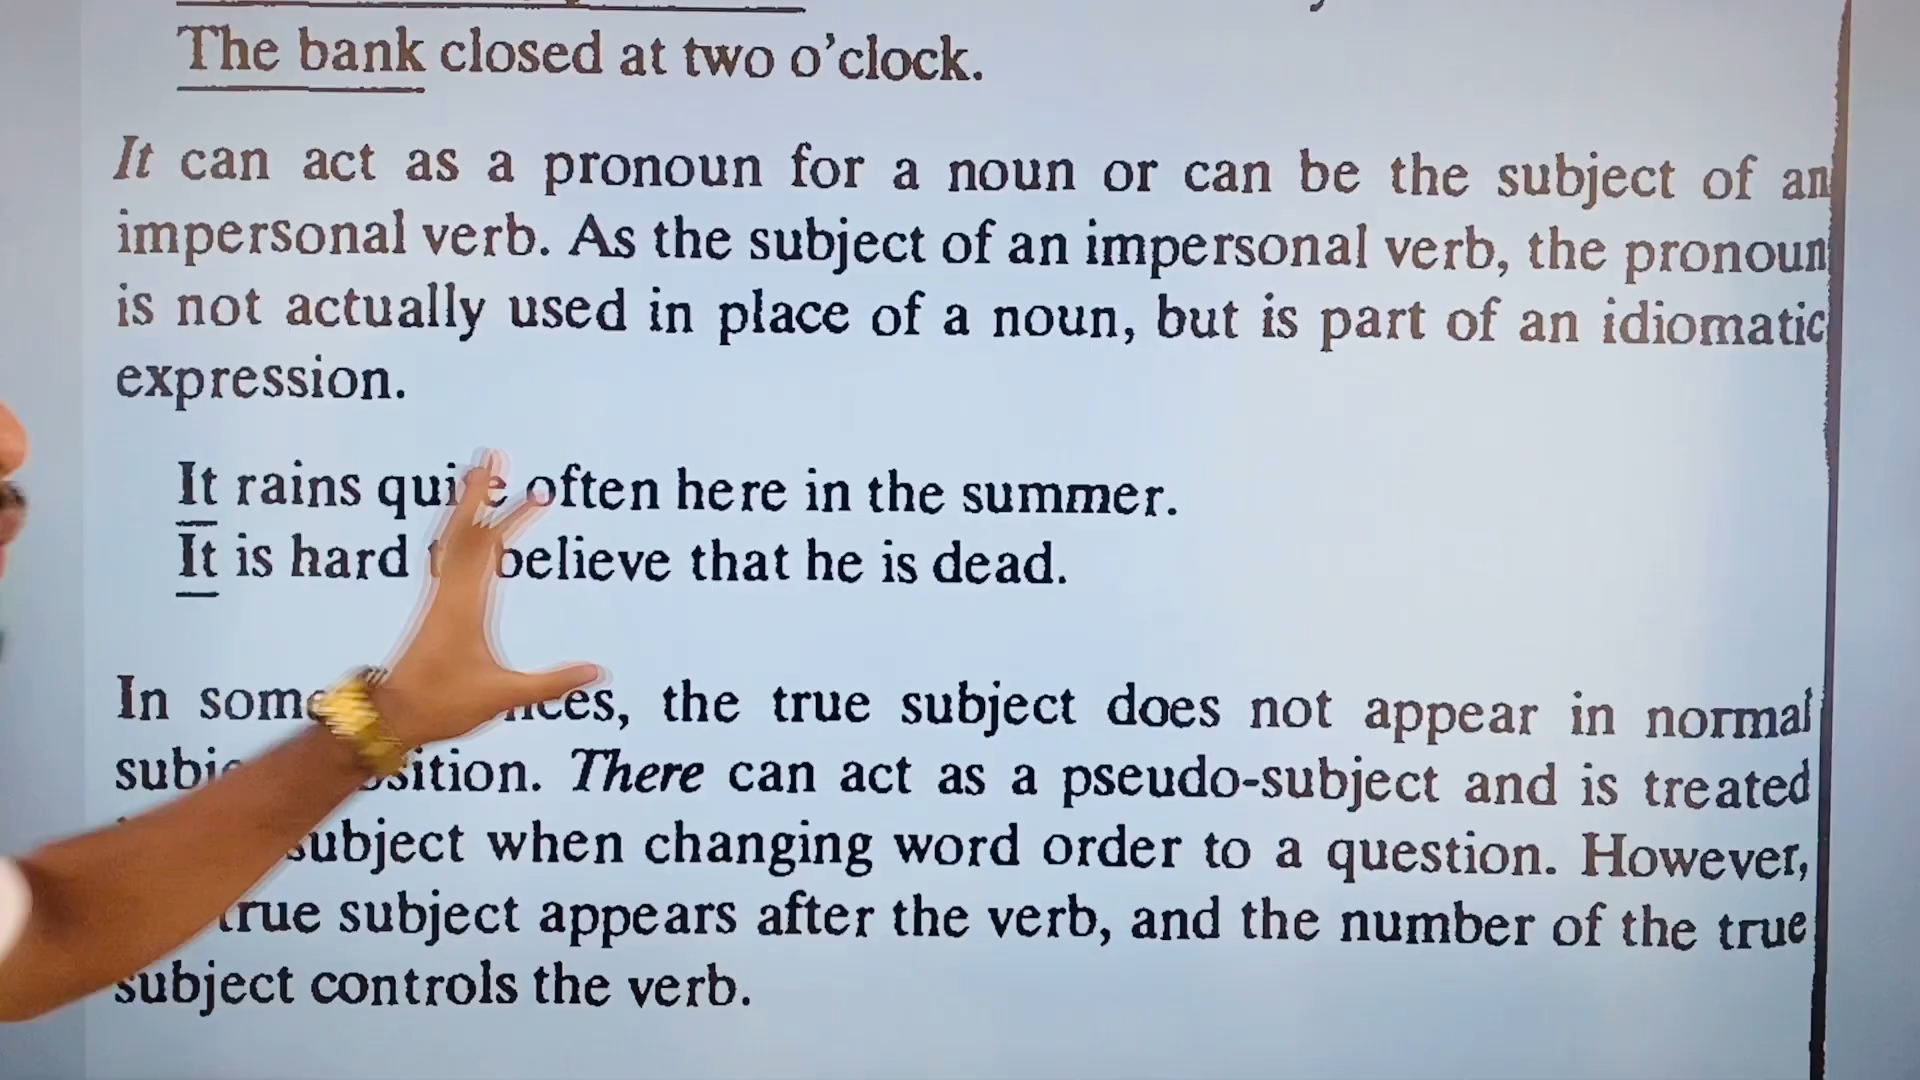 The bank closed at two o'clock.
It can act as a pronoun for a noun or can be the subject of an
impersonal verb. As the subject of an impersonal verb, the pronoun
is not actually used in place of a noun, but is part of an idiomatic
expression.
It rains quite often here in the summer.
It is hard believe that he is dead.
In some the true subject does not appear in normal
There can act as a pseudo-subject and is treated
subject when changing word order to a question. However,
true subject appears after the verb, and the number of the true
subject controls the verb.